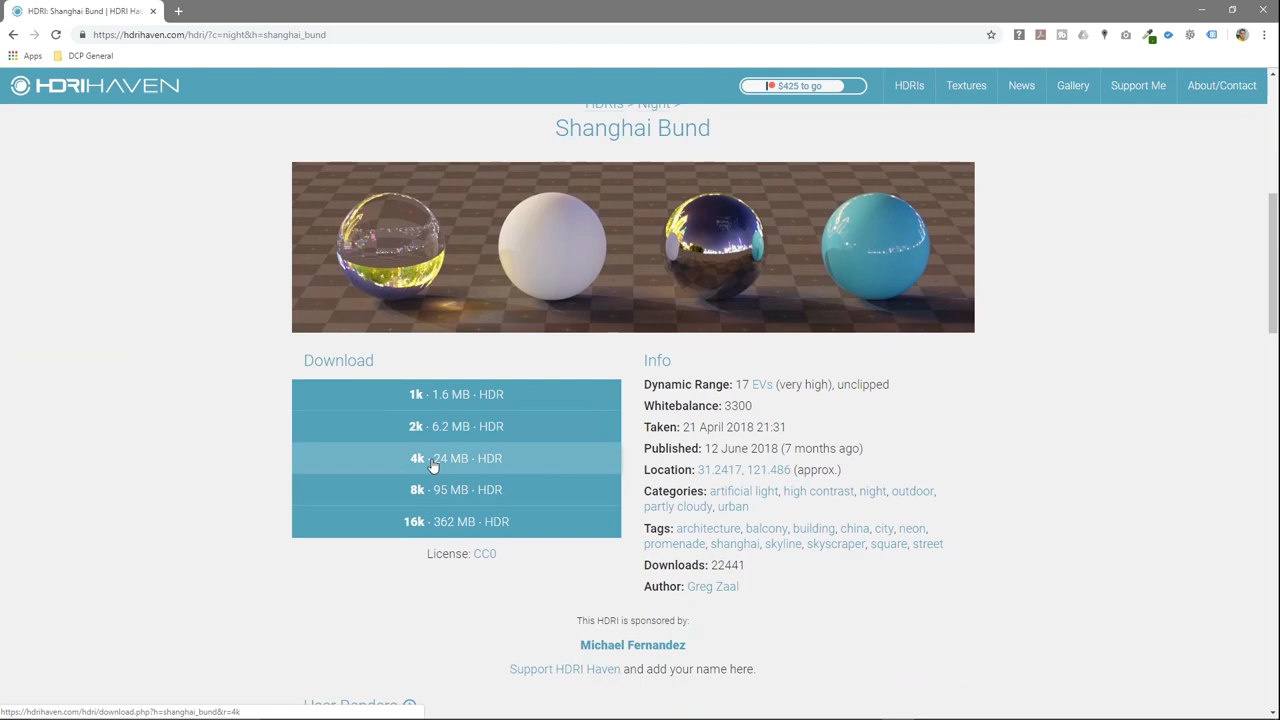 HDRI: Shanghai Bund | HDRI Hav
https://hdrihaven.com/hdri/?c=night&h=shanghai_bund
Apps
DCP General
HDRIHAVEN
$425 to go
HDRIs
Textures
News
Gallery
Support Me
About/Contact
HDRIs > Night >
Shanghai Bund
Download
1k - 1.6 MB - HDR
2k - 6.2 MB - HDR
4k - 24 MB - HDR
8k - 95 MB - HDR
16k - 362 MB - HDR
License: CC0
Info
Dynamic Range: 17 EVs (very high), unclipped
Whitebalance: 3300
Taken: 21 April 2018 21:31
Published: 12 June 2018 (7 months ago)
Location: 31.2417, 121.486 (approx.)
Categories: artificial light, high contrast, night, outdoor,
partly cloudy, urban
Tags: architecture, balcony, building, china, city, neon,
promenade, shanghai, skyline, skyscraper, square, street
Downloads: 22441
Author: Greg Zaal
This HDRI is sponsored by:
Michael Fernandez
Support HDRI Haven and add your name here.
User Renders
https://hdrihaven.com/hdri/download.php?h=shanghai_bund&r=4k